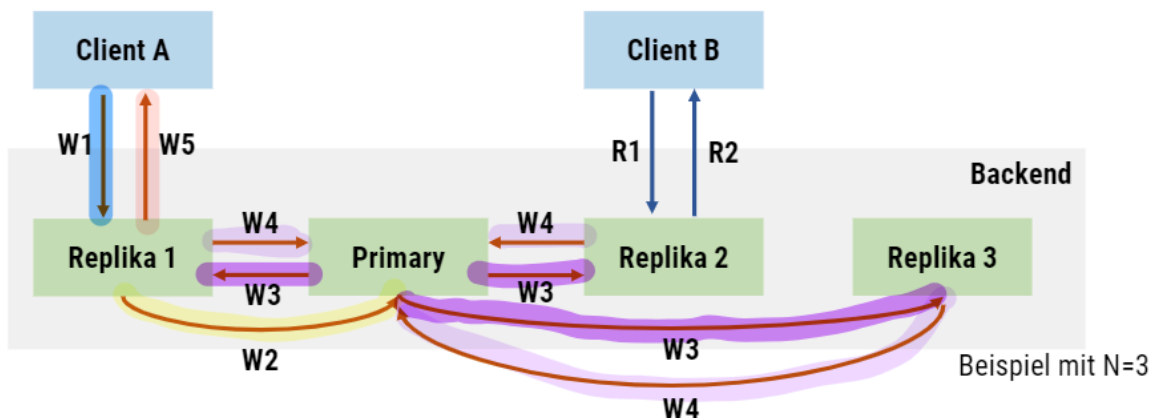 Client A
Client B
W1
W5
R1
R2
Backend
Replika 1
W4
W3
Primary
W4
W3
Replika 2
Replika 3
W2
W3
W4
Beispiel mit N=3